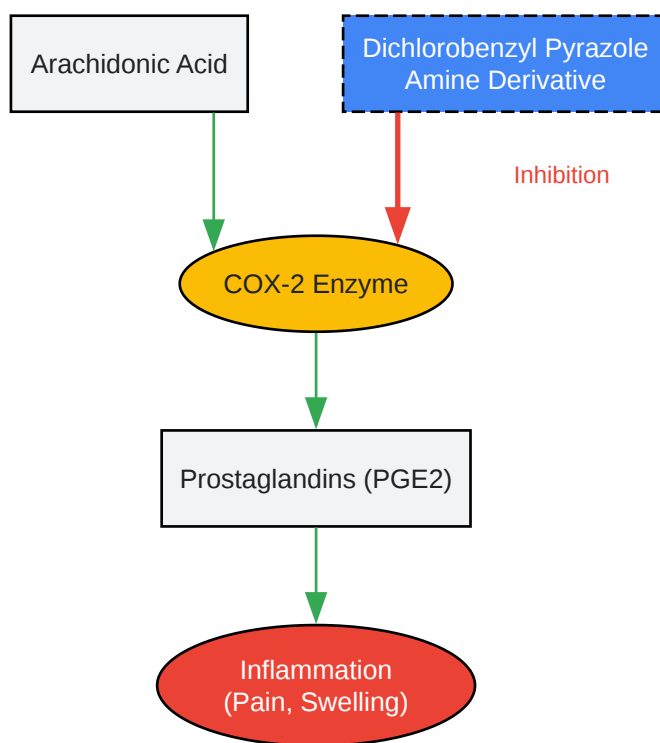 Arachidonic Acid
Dichlorobenzyl Pyrazole
Amine Derivative
Inhibition
COX-2 Enzyme
Prostaglandins (PGE2)
Inflammation
(Pain, Swelling)